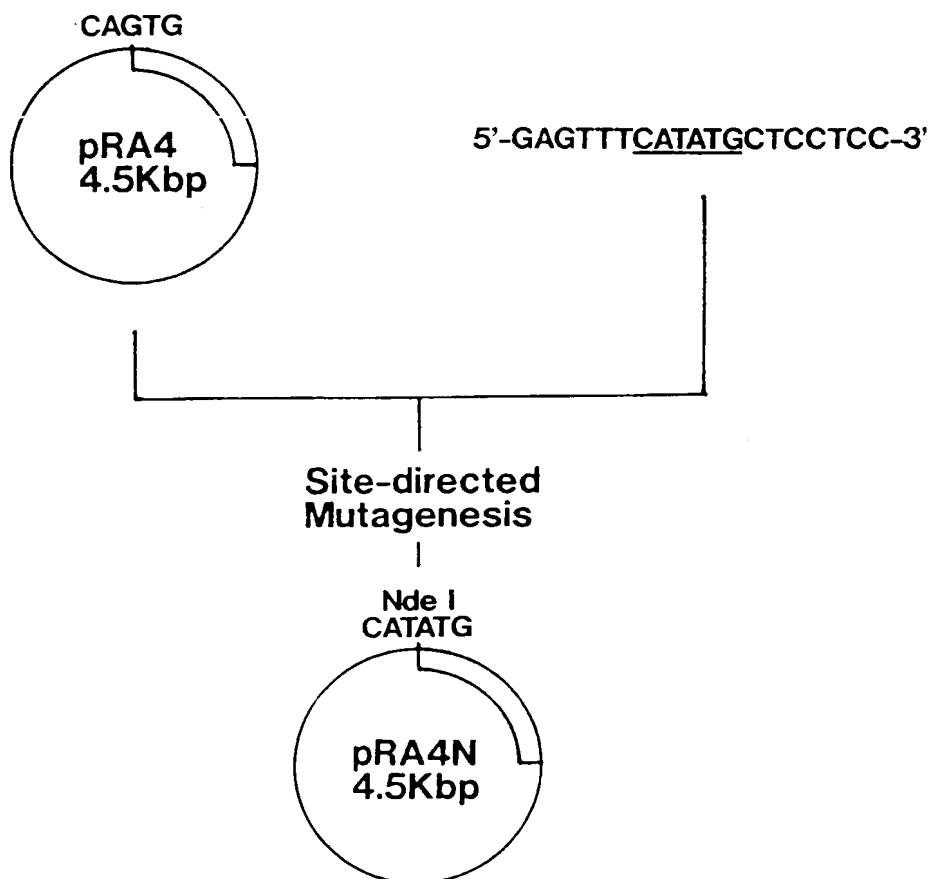 CAGTG
pRA4
4.5Kbp
5'-GAGTTTCATATGCTCCTCC-3'
Site-directed
Mutagenesis
Nde I
CATATG
pRA4N
4.5Kbp